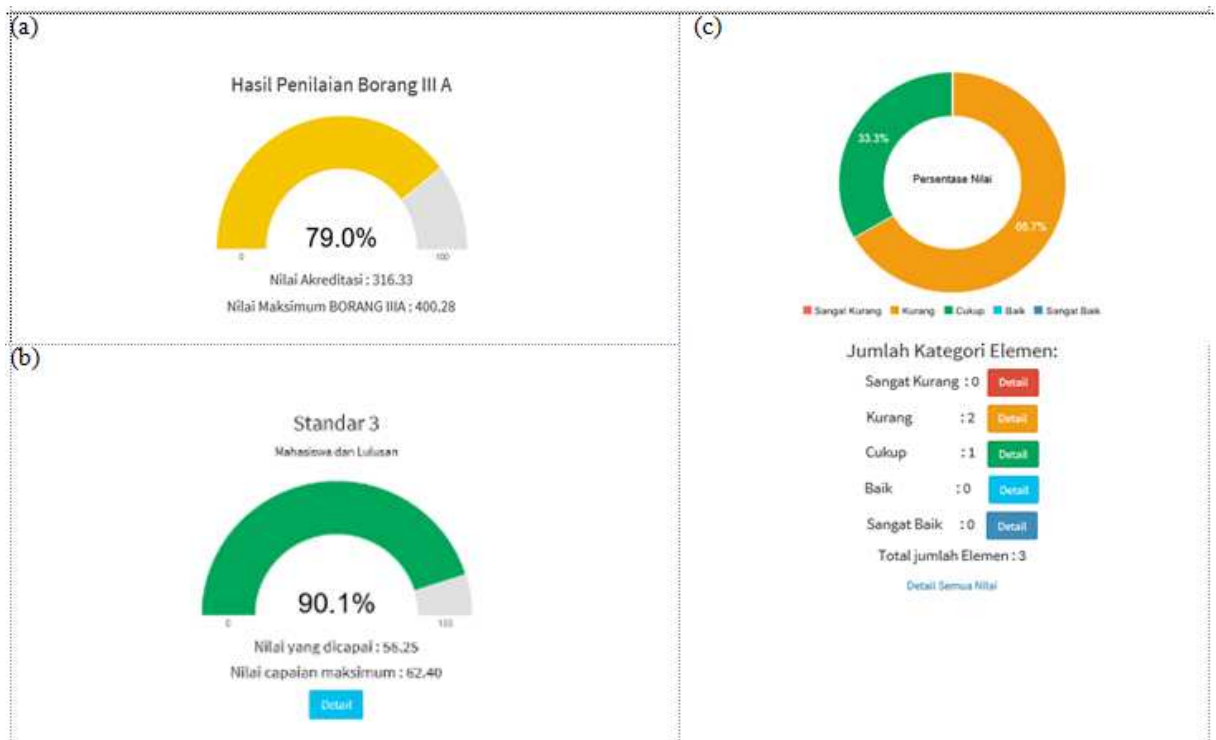 (a)
Hasil Penilaian Borang III A
79.0%
0 100
Nilai Akreditasi : 316.33
Nilai Maksimum BORANG IIIA : 400.28
(b)
Standar 3
Mahasiswa dan Lulusan
90.1%
0 100
Nilai yang dicapai : 56.25
Nilai capaian maksimum : 62.40
Detail
(c)
33.3%
Persentase Nilai
66.7%
Sangat Kurang Kurang Cukup Baik Sangat Baik
Jumlah Kategori Elemen:
Sangat Kurang : 0 Detail
Kurang : 2 Detail
Cukup : 1 Detail
Baik : 0 Detail
Sangat Baik : 0 Detail
Total jumlah Elemen : 3
Detail Semua Nilai